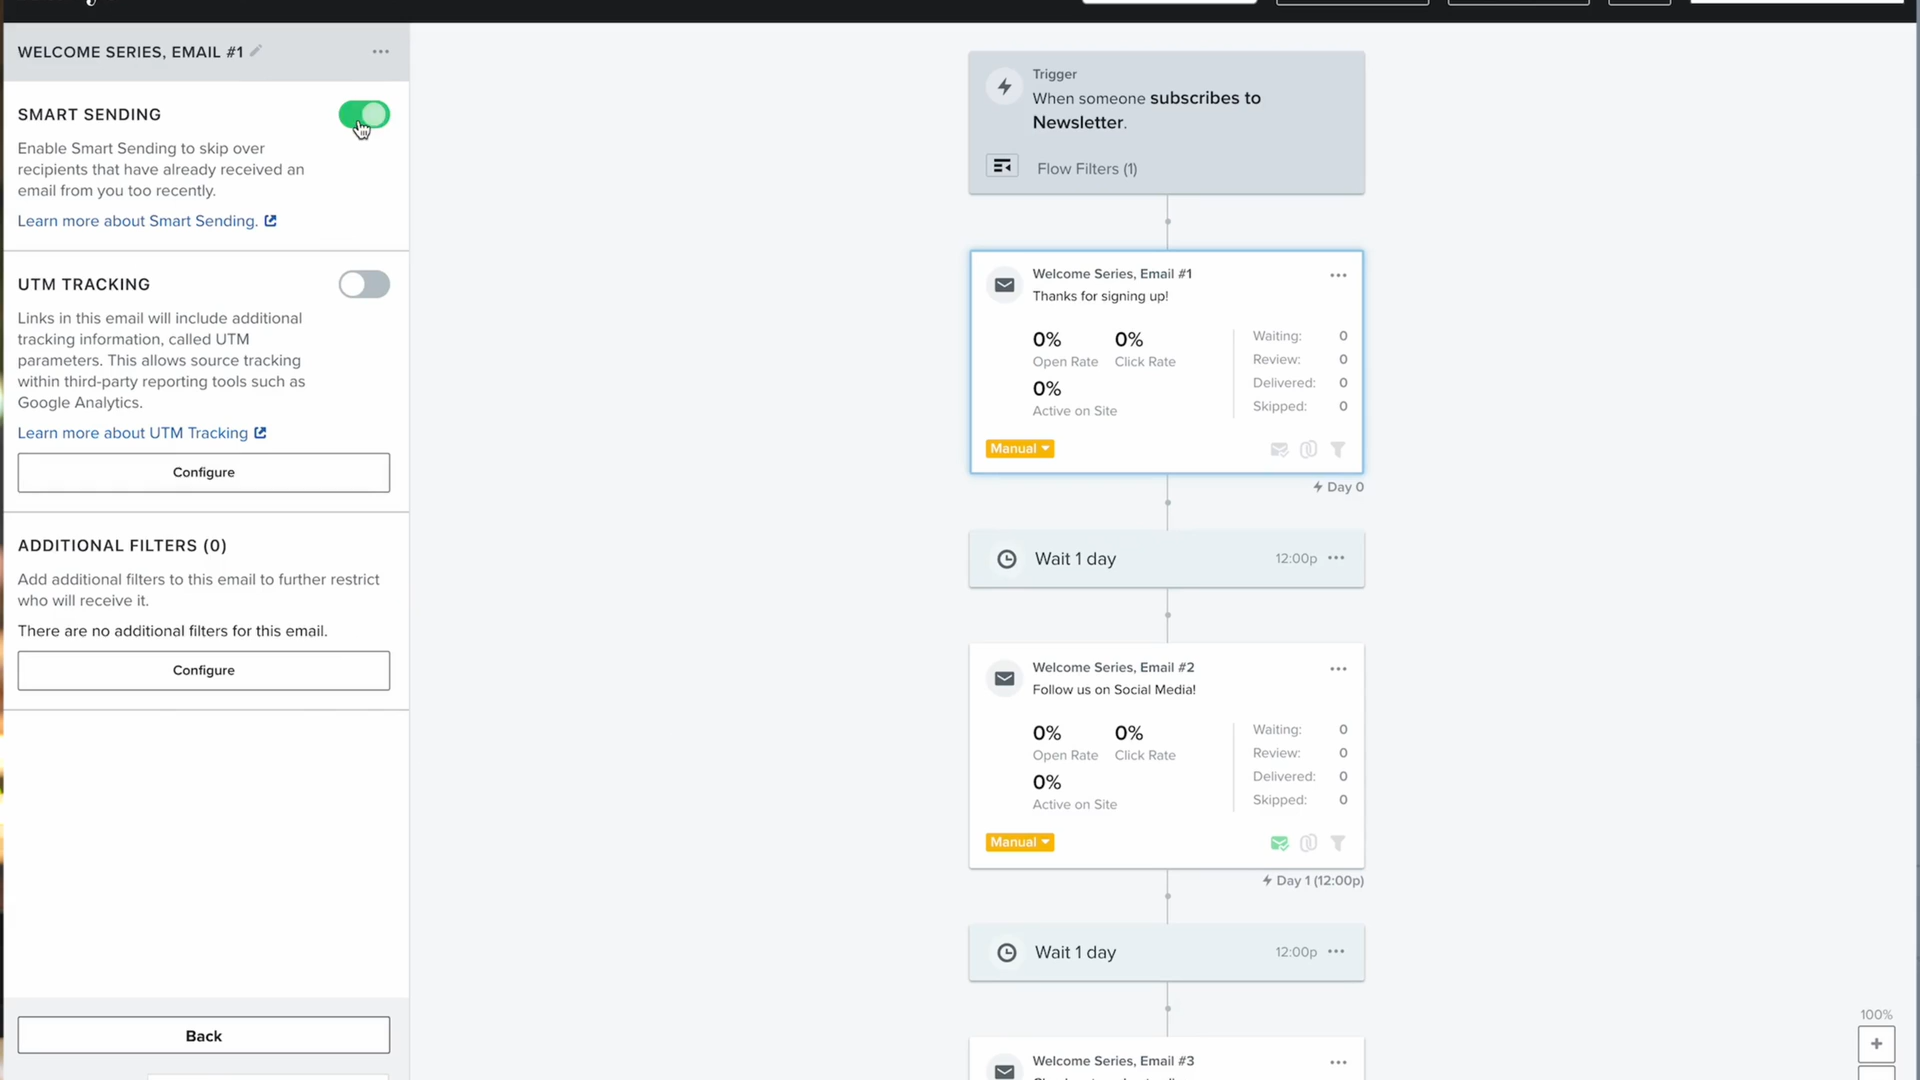 WELCOME SERIES, EMAIL #1
SMART SENDING
Enable Smart Sending to skip over
recipients that have already received an
email from you too recently.
Learn more about Smart Sending.
UTM TRACKING
Links in this email will include additional
tracking information, called UTM
parameters. This allows source tracking
within third-party reporting tools such as
Google Analytics.
Learn more about UTM Tracking
Configure
ADDITIONAL FILTERS (0)
Add additional filters to this email to further restrict
who will receive it.
There are no additional filters for this email.
Configure
Back
Trigger
When someone subscribes to
Newsletter.
Flow Filters (1)
Welcome Series, Email #1
Thanks for signing up!
0% 0%
Open Rate Click Rate
0%
Active on Site
Waiting: 0
Review: 0
Delivered: 0
Skipped: 0
Manual
Day 0
Wait 1 day 12:00p
Welcome Series, Email #2
Follow us on Social Media!
0% 0%
Open Rate Click Rate
0%
Active on Site
Waiting: 0
Review: 0
Delivered: 0
Skipped: 0
Manual
Day 1 (12:00p)
Wait 1 day 12:00p
Welcome Series, Email #3
100%